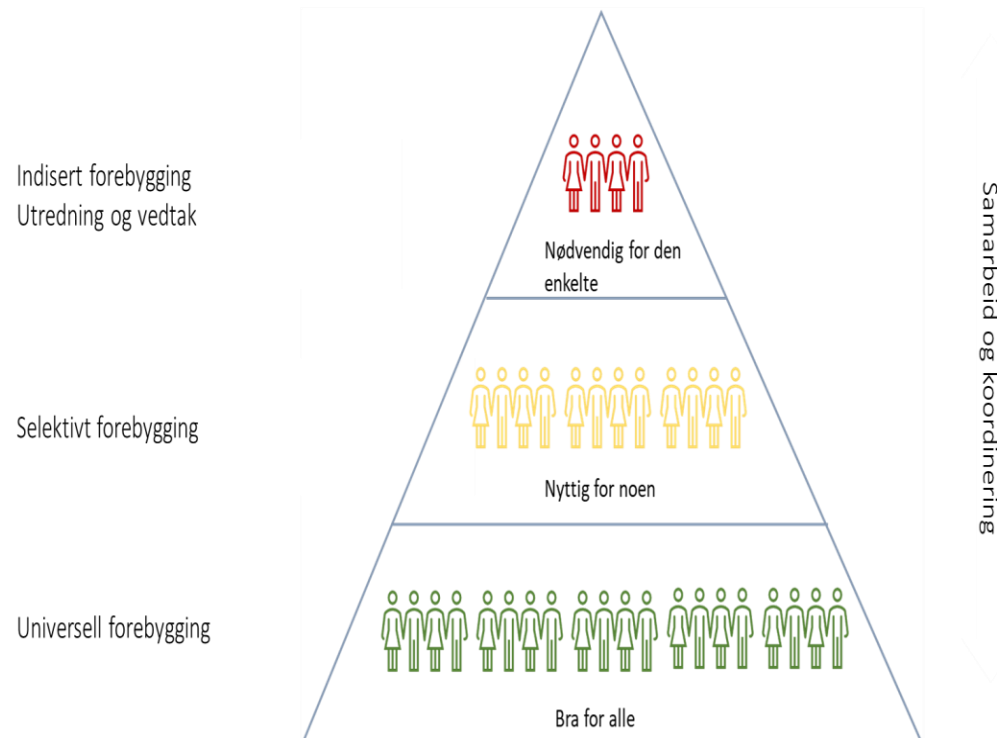 Indisert forebygging
Utredning og vedtak
Nødvendig for den
enkelte
Selektivt forebygging
Nyttig for noen
Universell forebygging
Bra for alle
Samarbeid og koordinering